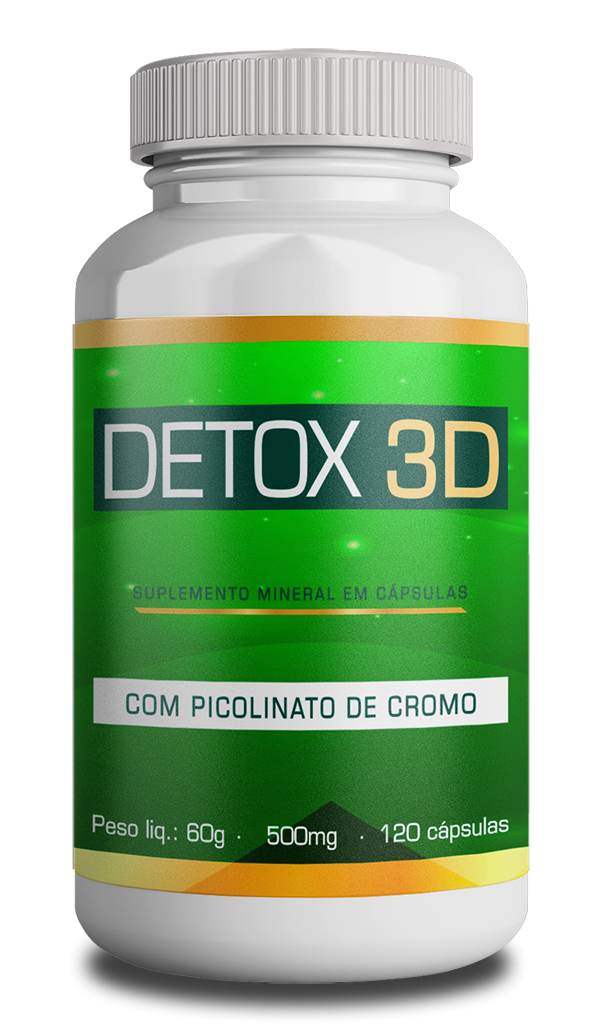 DETOX 3D
SUPLEMENTO MINERAL EM CÁPSULAS
COM PICOLINATO DE CROMO
Peso liq.: 60g · 500mg · 120 cápsulas